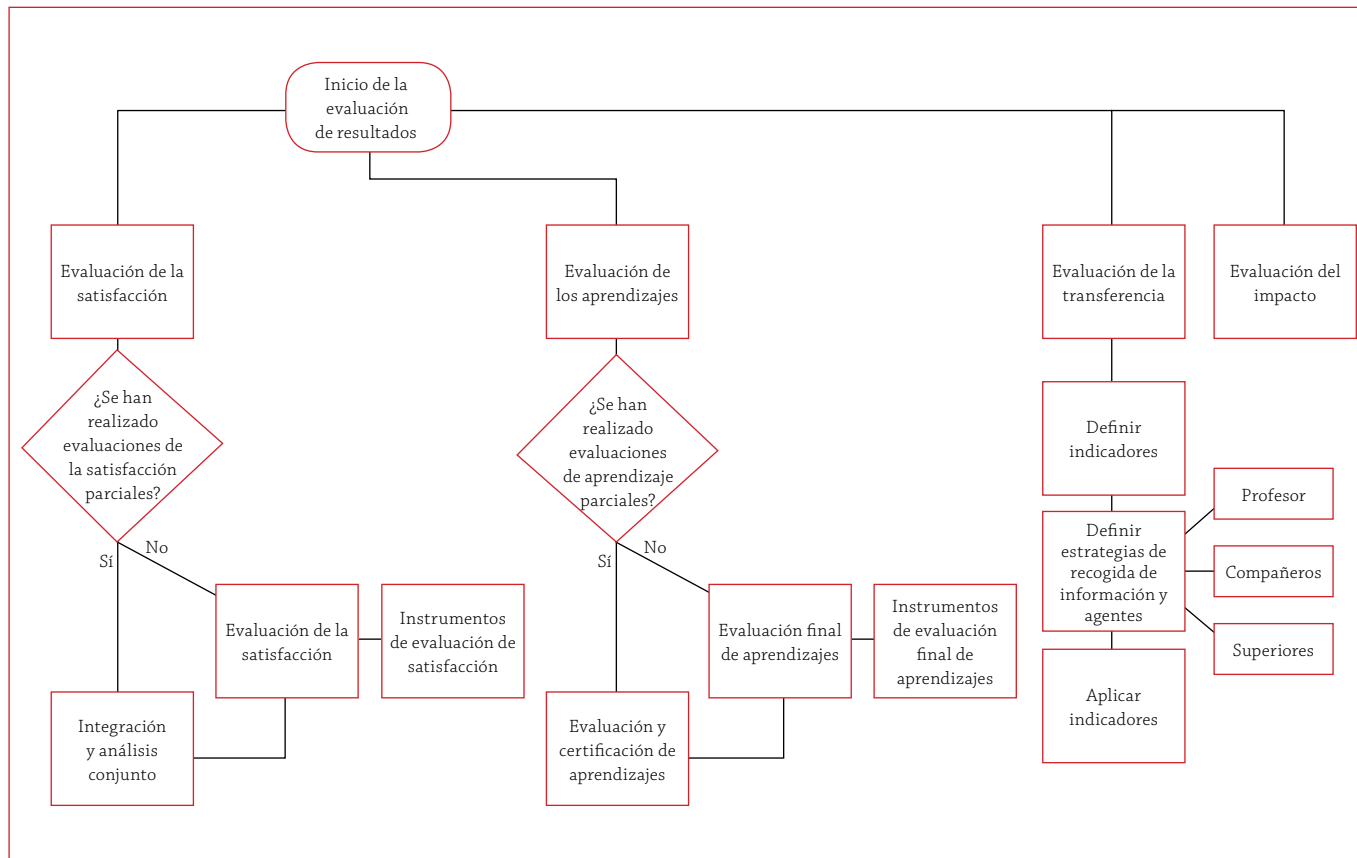 Inicio de la
evaluación
de resultados
Evaluación de la
satisfacción
Evaluación de
los aprendizajes
Evaluación de la
transferencia
Evaluación del
impacto
¿Se han
realizado
evaluaciones de
la satisfacción
parciales?
¿Se han
realizado
evaluaciones
de aprendizaje
parciales?
Definir
indicadores
Profesor
Definir
estrategias de
recogida de
información y
agentes
Compañeros
Superiores
Sí
No
Sí
No
Evaluación de la
satisfacción
Instrumentos
de evaluación de
satisfacción
Evaluación final
de aprendizajes
Instrumentos
de evaluación
final de
aprendizajes
Aplicar
indicadores
Integración
y análisis
conjunto
Evaluación y
certificación de
aprendizajes